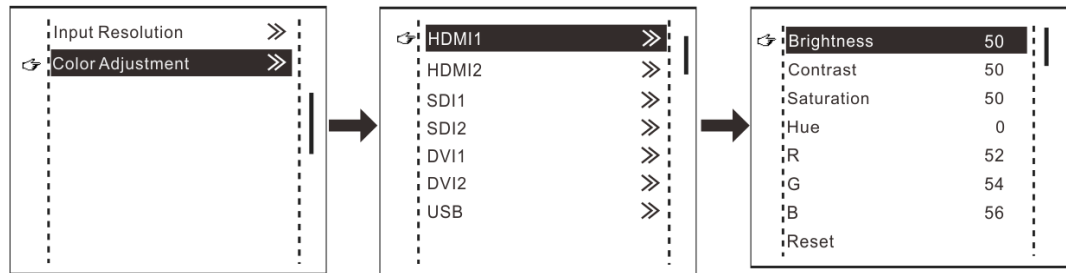 Input Resolution
Color Adjustment
HDMI1
HDMI2
SDI1
SDI2
DVI1
DVI2
USB
Brightness 50
Contrast 50
Saturation 50
Hue 0
R 52
G 54
B 56
Reset